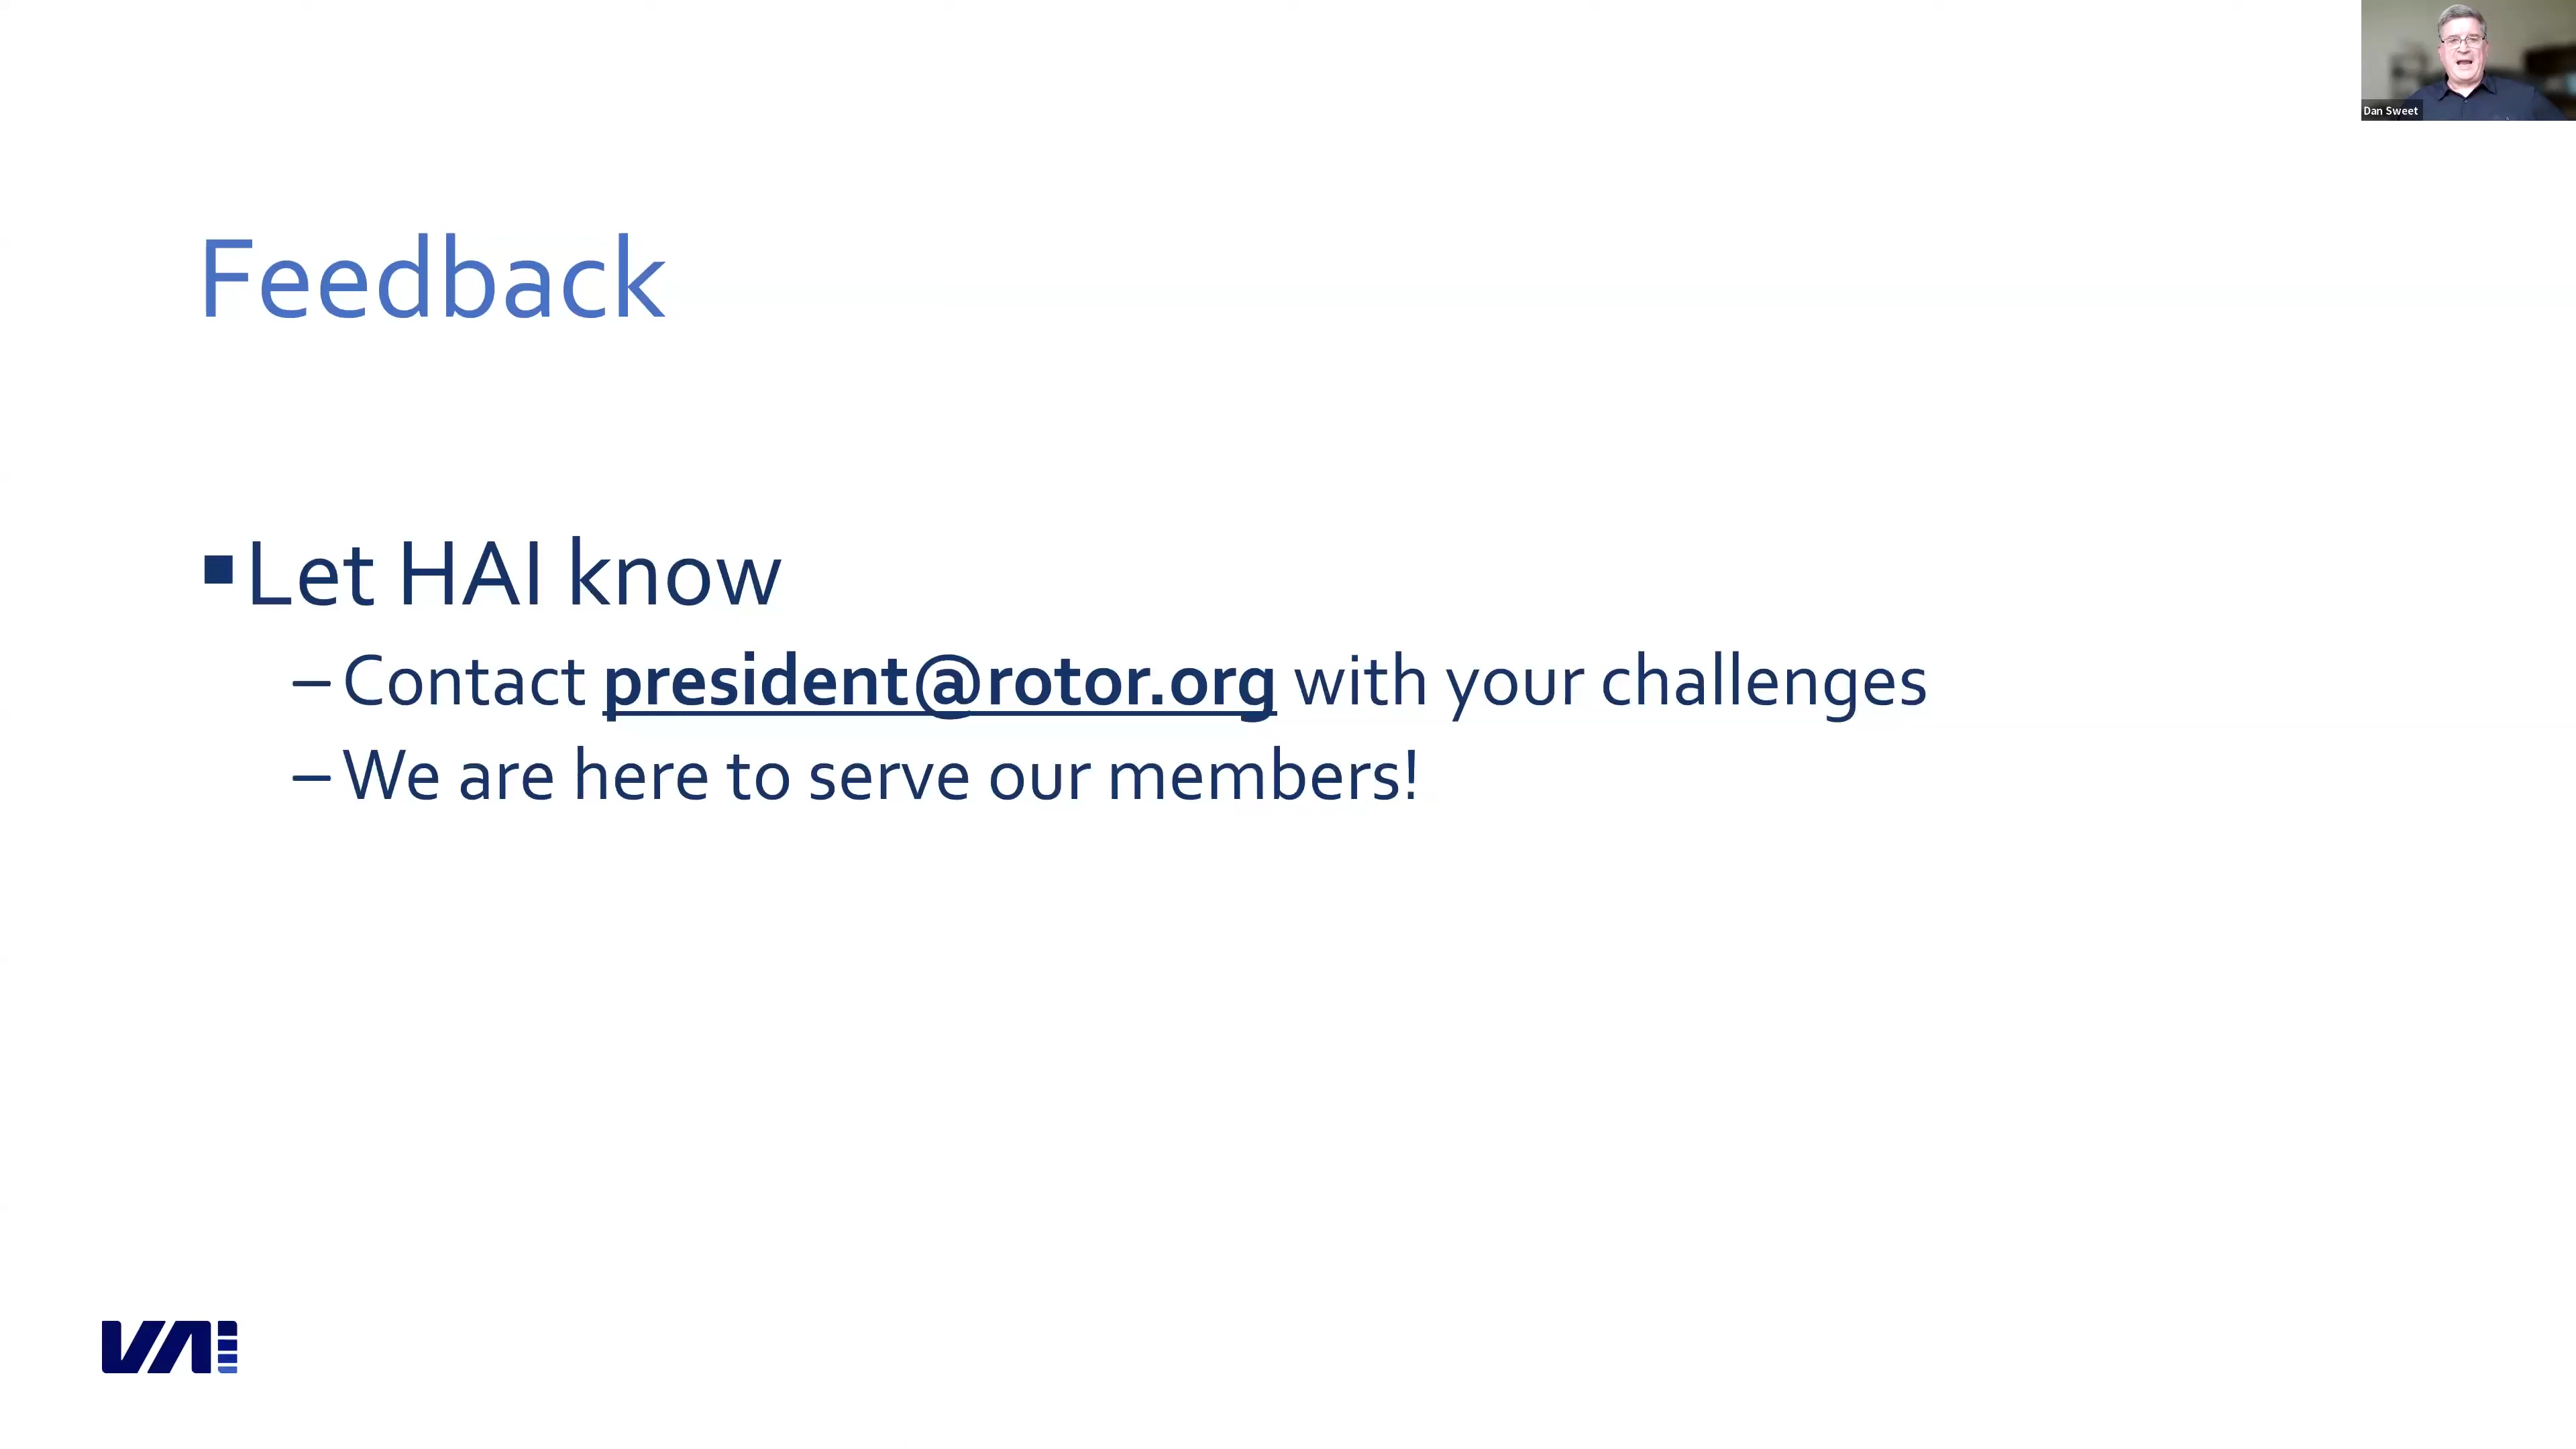 Dan Sweet
Feedback
▪Let HAI know
–Contact president@rotor.org with your challenges
–We are here to serve our members!
VAI